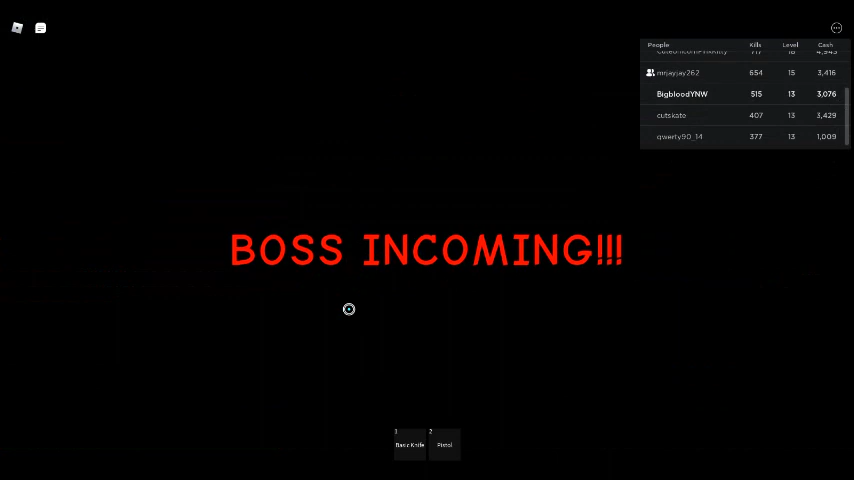 People Kills Level Cash
mrjayjay262 654 15 3,416
BigbloodYNW 515 13 3,076
cutskate 407 13 3,429
qwerty90_14 377 13 1,009
BOSS INCOMING!!!
1 2
Basic Knife Pistol